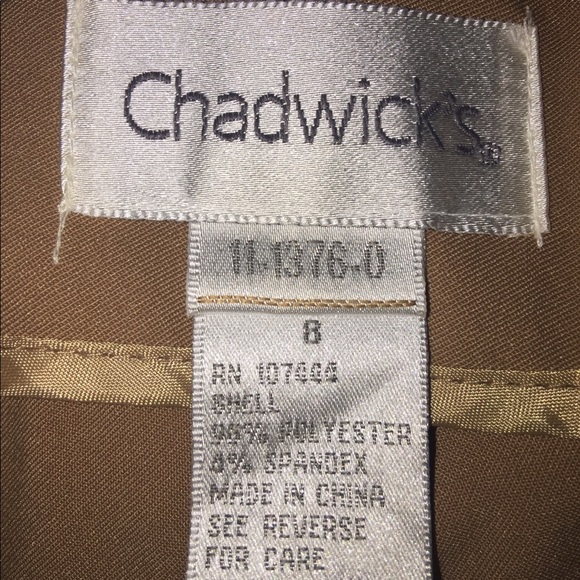 Chadwick's®
11-1376-0
8
RN 107444
SHELL
96% POLYESTER
4% SPANDEX
MADE IN CHINA
SEE REVERSE
FOR CARE